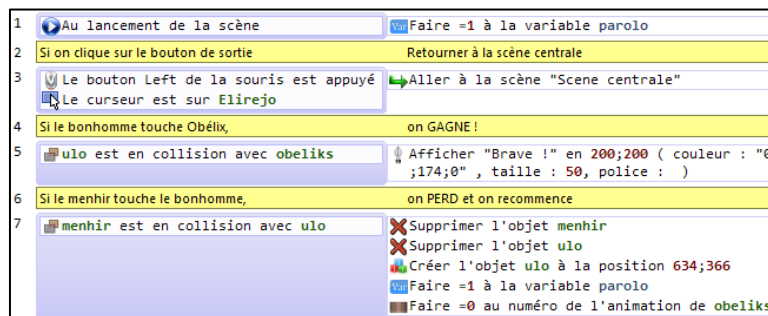 1 Au lancement de la scène Var Faire =1 à la variable parolo
2 Si on clique sur le bouton de sortie Retourner à la scène centrale
3 Le bouton Left de la souris est appuyé Aller à la scène "Scene centrale"
Le curseur est sur Elirejo
4 Si le bonhomme touche Obélix, on GAGNE !
5 ulo est en collision avec obeliks Afficher "Brave !" en 200;200 ( couleur : "0
;174;0" , taille : 50, police : )
6 Si le menhir touche le bonhomme, on PERD et on recommence
7 menhir est en collision avec ulo Supprimer l'objet menhir
Supprimer l'objet ulo
Créer l'objet ulo à la position 634;366
Var Faire =1 à la variable parolo
Faire =0 au numéro de l'animation de obeliks